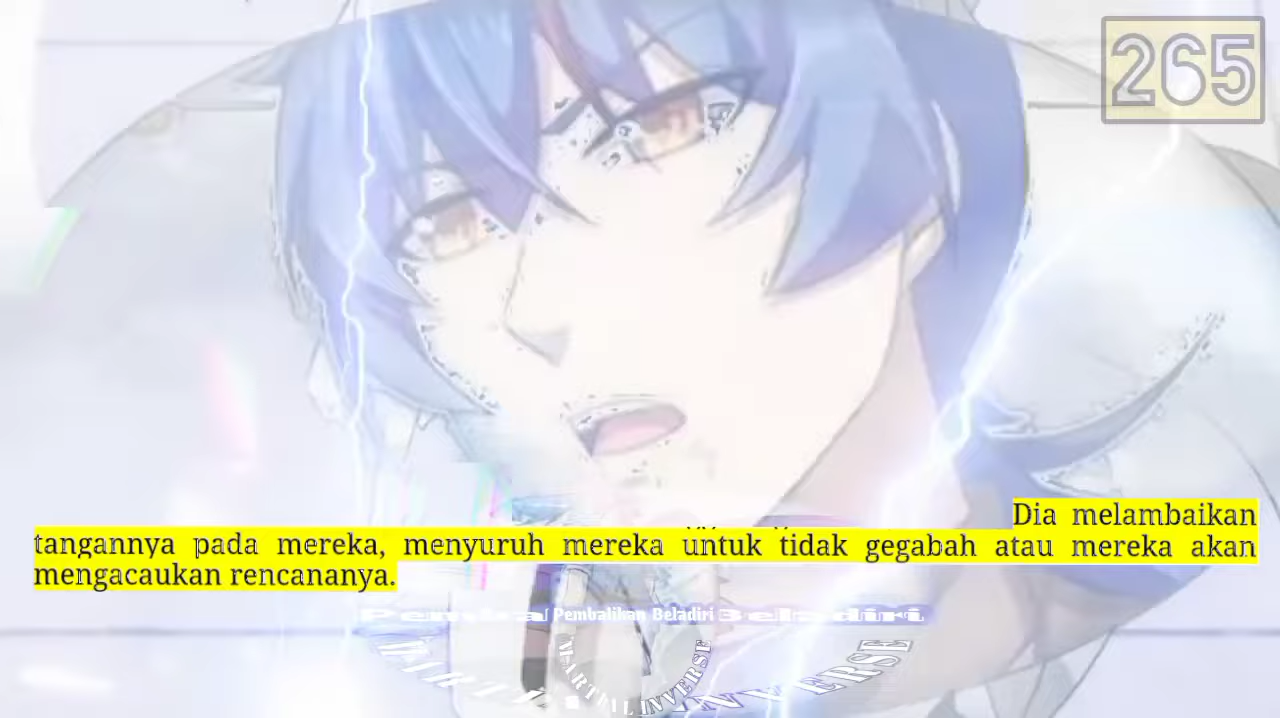 265
Dia melambaikan
tangannya pada mereka, menyuruh mereka untuk tidak gegabah atau mereka akan
mengacaukan rencananya.
Pembalikan Beladiri
MARTIAL INVERSE
INVERSE